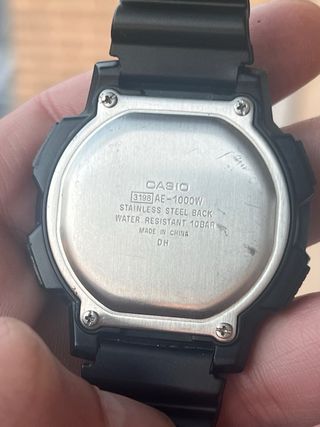 CASIO
3198 AE-1000W
STAINLESS STEEL BACK
WATER RESISTANT 10BAR
MADE IN CHINA
DH